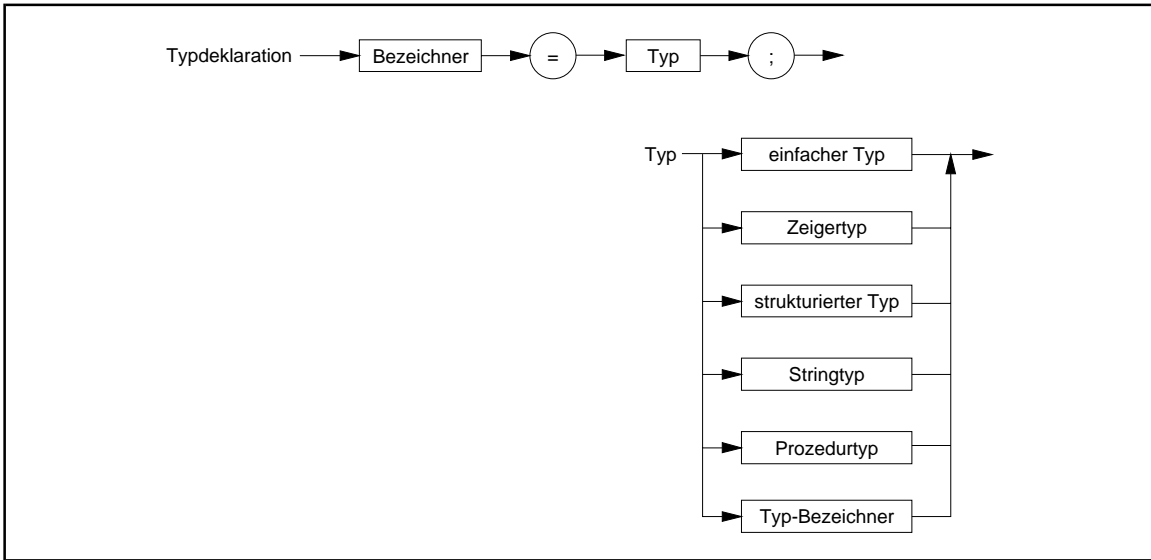 Typdeklaration Bezeichner = Typ ;
Typ einfacher Typ
Zeigertyp
strukturierter Typ
Stringtyp
Prozedurtyp
Typ-Bezeichner